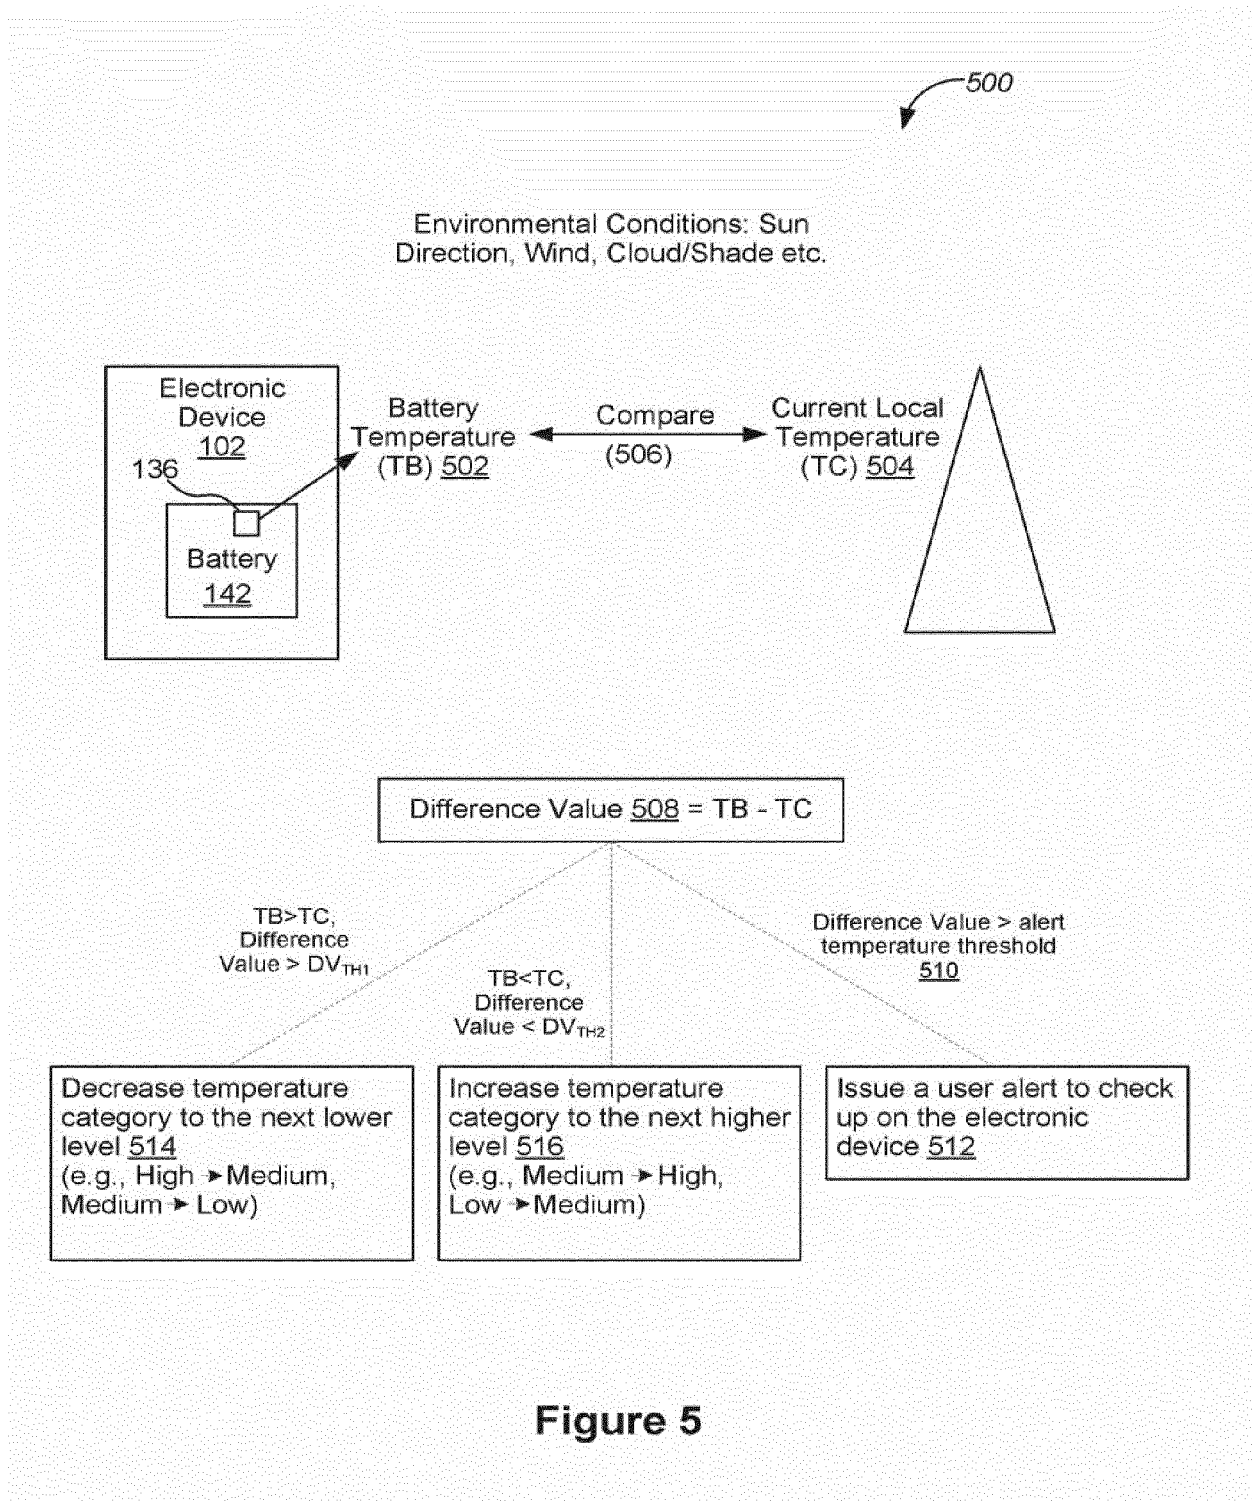 500
Environmental Conditions: Sun
Direction, Wind, Cloud/Shade etc.
Electronic
Device
102
136
Battery
142
Battery
Temperature
(TB) 502
Compare
(506)
Current Local
Temperature
(TC) 504
Difference Value 508 = TB - TC
TB>TC,
Difference
Value > DVTH1
TB<TC,
Difference
Value < DVTH2
Difference Value > alert
temperature threshold
510
Decrease temperature
category to the next lower
level 514
(e.g., High ➤ Medium,
Medium ➤ Low)
Increase temperature
category to the next higher
level 516
(e.g., Medium ➤ High,
Low ➤ Medium)
Issue a user alert to check
up on the electronic
device 512
Figure 5